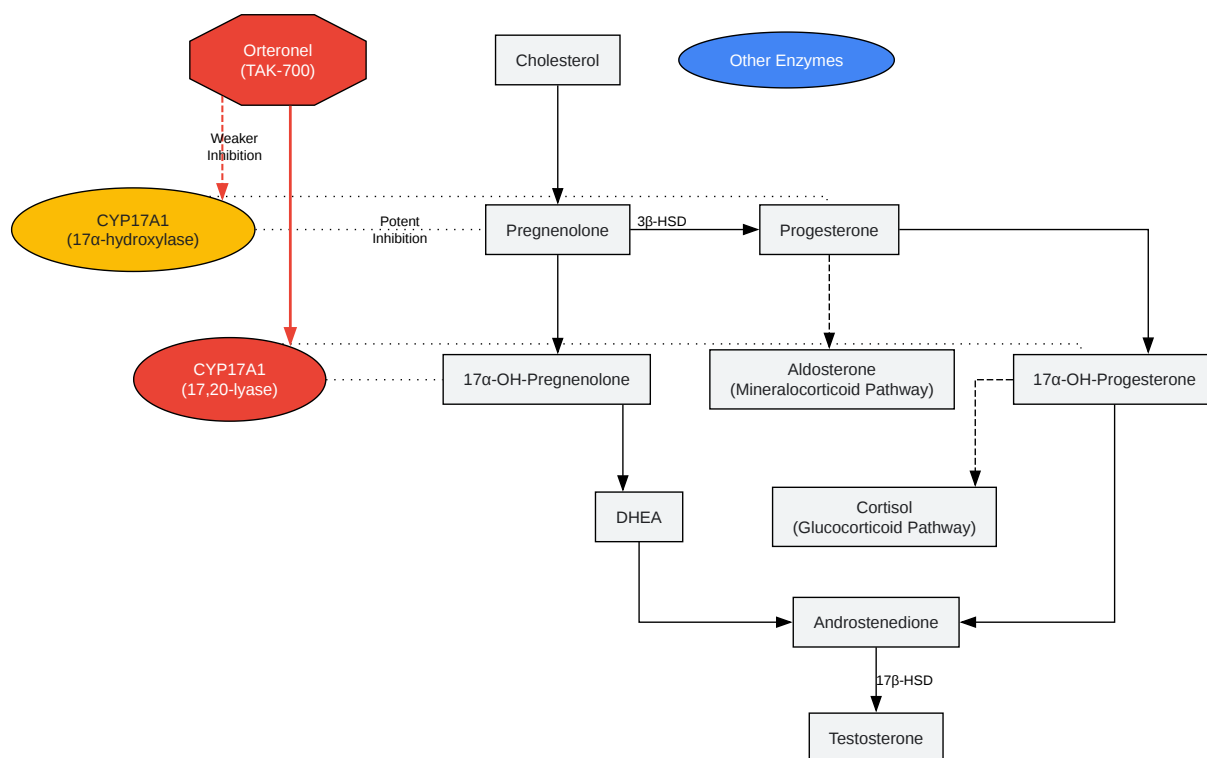 Orteronel
(TAK-700)
Cholesterol
Other Enzymes
Weaker
Inhibition
CYP17A1
(17α-hydroxylase)
Potent
Inhibition
Pregnenolone
3β-HSD
Progesterone
CYP17A1
(17,20-lyase)
17α-OH-Pregnenolone
Aldosterone
(Mineralocorticoid Pathway)
17α-OH-Progesterone
DHEA
Cortisol
(Glucocorticoid Pathway)
Androstenedione
17β-HSD
Testosterone